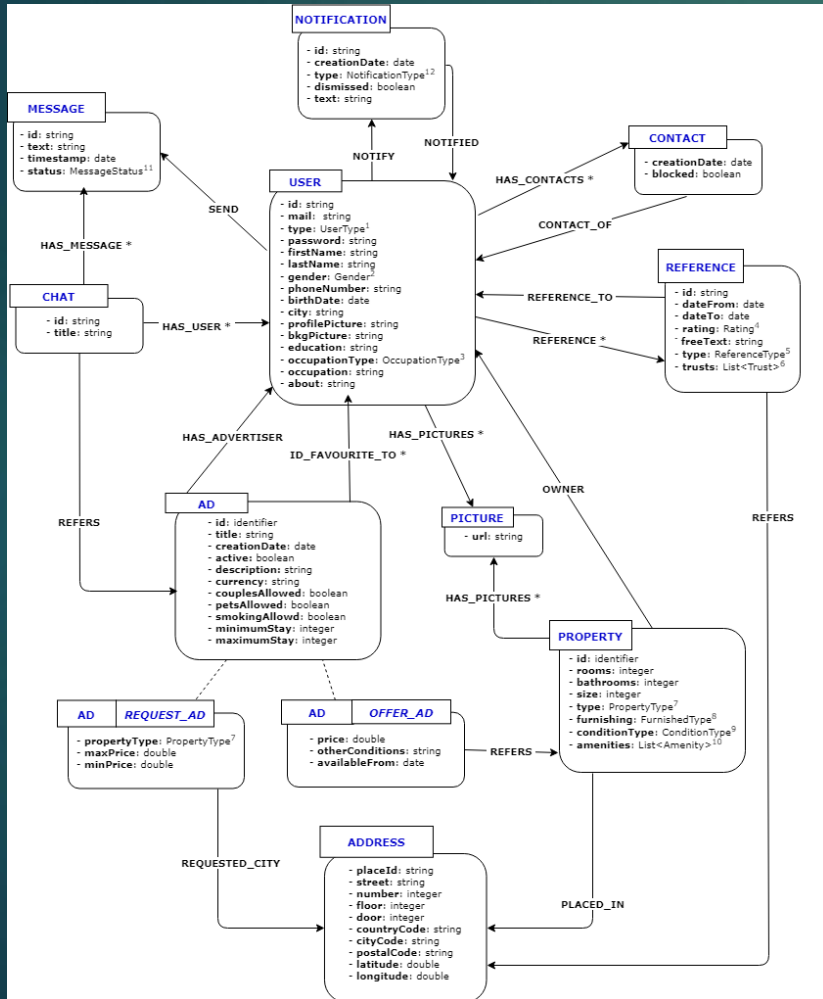 NOTIFICATION
- id: string
- creationDate: date
- type: NotificationType12
- dismissed: boolean
- text: string
MESSAGE
- id: string
- text: string
- timestamp: date
- status: MessageStatus11
CONTACT
- creationDate: date
- blocked: boolean
NOTIFY
NOTIFIED
HAS_CONTACTS *
CONTACT_OF
SEND
HAS_MESSAGE *
USER
- id: string
- mail: string
- type: UserType1
- password: string
- firstName: string
- lastName: string
- gender: Gender2
- phoneNumber: string
- birthDate: date
- city: string
- profilePicture: string
- bkgPicture: string
- education: string
- occupationType: OccupationType3
- occupation: string
- about: string
REFERENCE
- id: string
- dateFrom: date
- dateTo: date
- rating: Rating4
- freeText: string
- type: ReferenceType5
- trusts: List<Trust>6
REFERENCE_TO
REFERENCE *
CHAT
- id: string
- title: string
HAS_USER *
HAS_ADVERTISER
ID_FAVOURITE_TO *
HAS_PICTURES *
OWNER
REFERS
REFERS
AD
- id: identifier
- title: string
- creationDate: date
- active: boolean
- description: string
- currency: string
- couplesAllowed: boolean
- petsAllowed: boolean
- smokingAllowd: boolean
- minimumStay: integer
- maximumStay: integer
PICTURE
- url: string
HAS_PICTURES *
PROPERTY
- id: identifier
- rooms: integer
- bathrooms: integer
- size: integer
- type: PropertyType7
- furnishing: FurnishedType8
- conditionType: ConditionType9
- amenities: List<Amenity>10
AD REQUEST_AD
- propertyType: PropertyType7
- maxPrice: double
- minPrice: double
AD OFFER_AD
- price: double
- otherConditions: string
- availableFrom: date
REFERS
REQUESTED_CITY
PLACED_IN
ADDRESS
- placeId: string
- street: string
- number: integer
- floor: integer
- door: integer
- countryCode: string
- cityCode: string
- postalCode: string
- latitude: double
- longitude: double